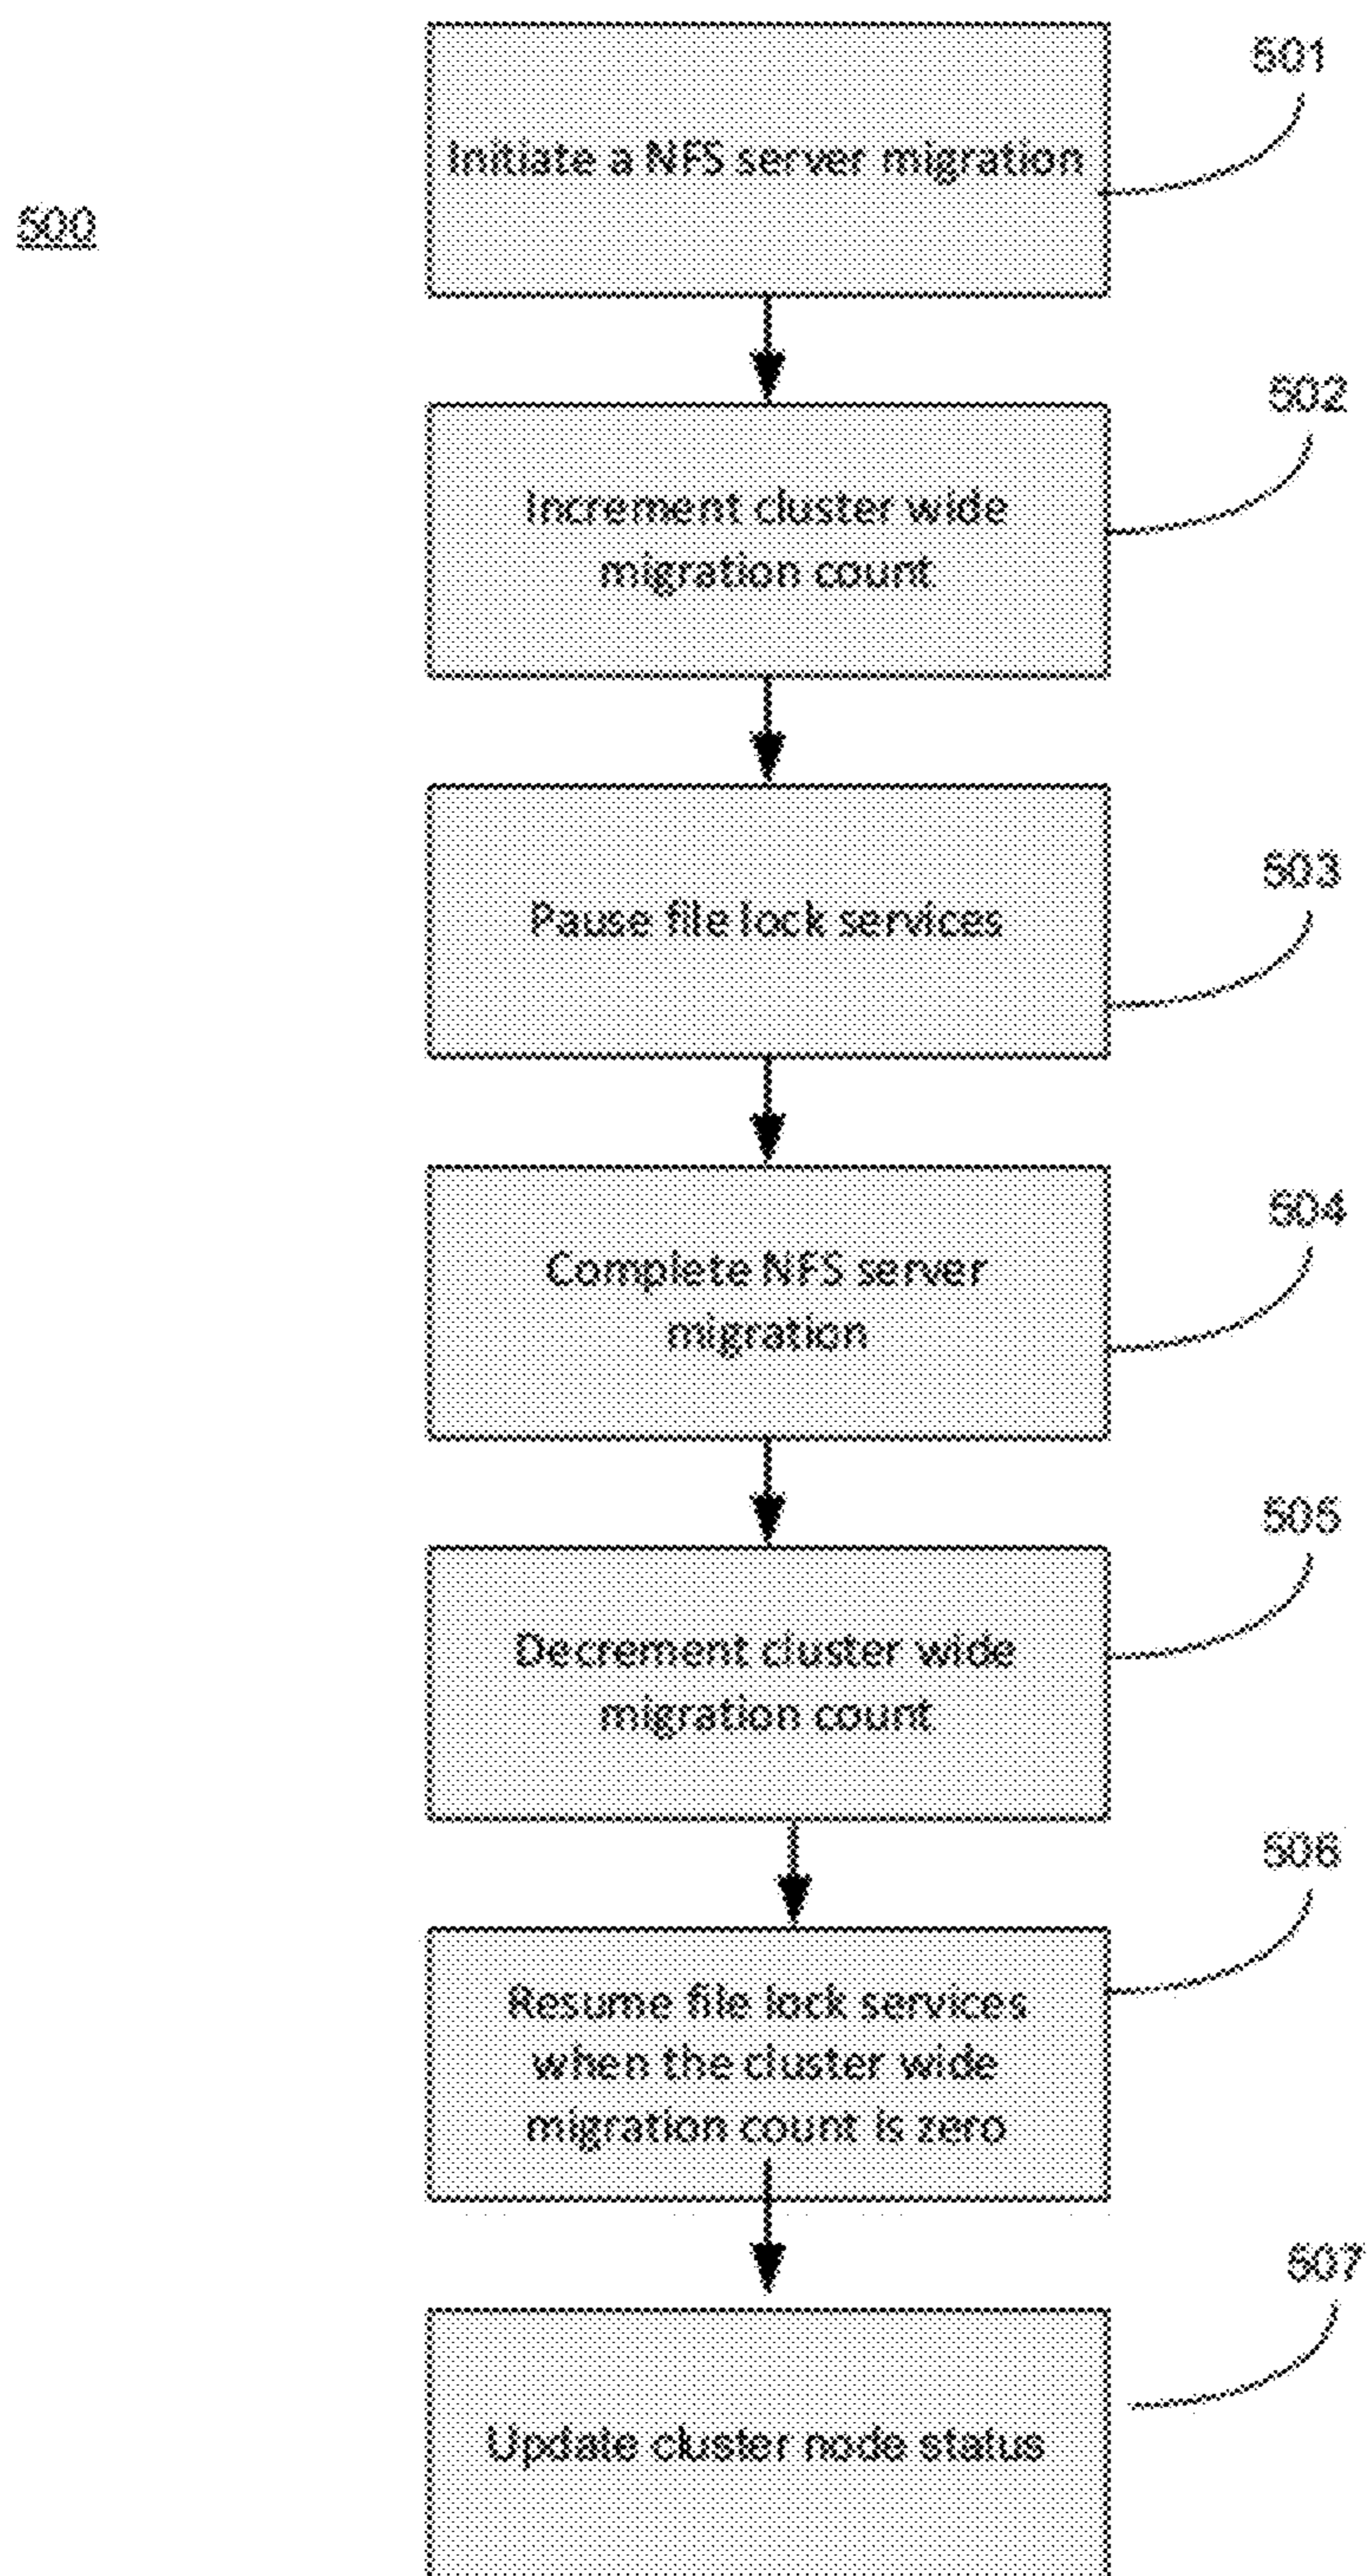 501
Initiate a NFS server migration
500
502
Increment cluster wide
migration count
503
Pause file lock services
504
Complete NFS server
migration
505
Decrement cluster wide
migration count
506
Resume file lock services
when the cluster wide
migration count is zero
507
Update cluster node status